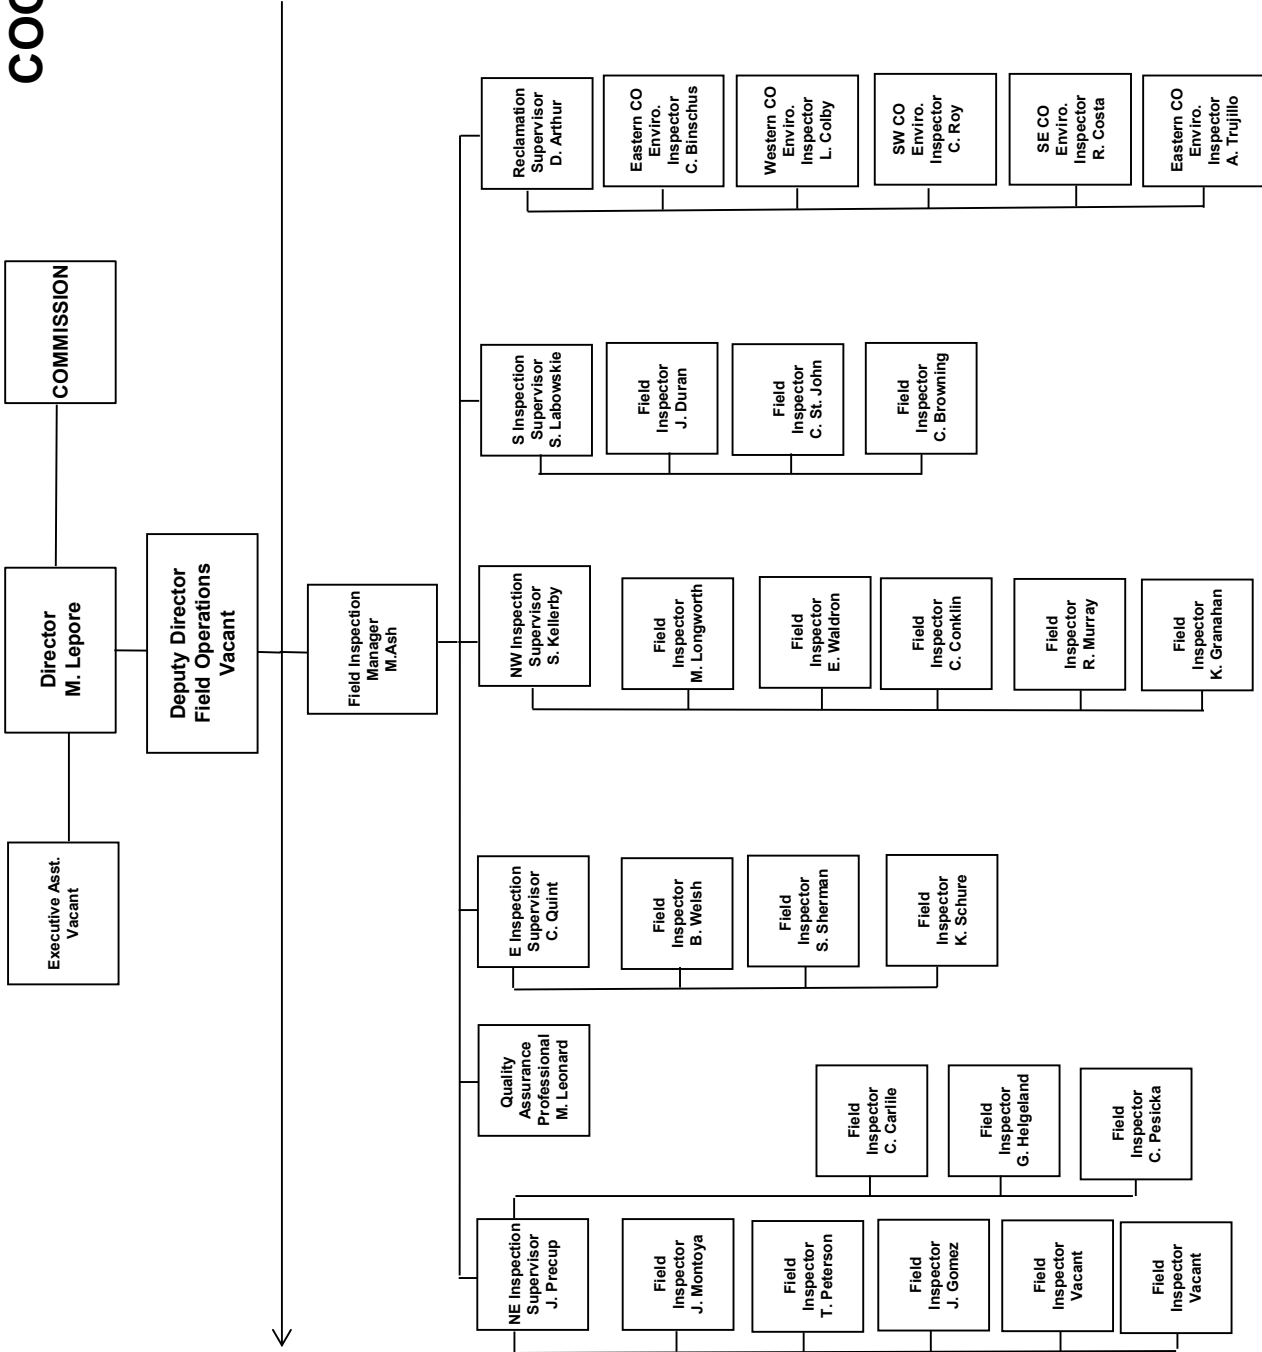 COG
COMMISSION
Director
M. Lepore
Executive Asst.
Vacant
Deputy Director
Field Operations
Vacant
Field Inspection
Manager
M.Ash
NE Inspection
Supervisor
J. Precup
Field
Inspector
J. Montoya
Field
Inspector
T. Peterson
Field
Inspector
J. Gomez
Field
Inspector
Vacant
Field
Inspector
Vacant
Field
Inspector
C. Carlile
Field
Inspector
G. Helgeland
Field
Inspector
C. Pesicka
Quality
Assurance
Professional
M. Leonard
E Inspection
Supervisor
C. Quint
Field
Inspector
B. Welsh
Field
Inspector
S. Sherman
Field
Inspector
K. Schure
NW Inspection
Supervisor
S. Kellerby
Field
Inspector
M. Longworth
Field
Inspector
E. Waldron
Field
Inspector
C. Conklin
Field
Inspector
R. Murray
Field
Inspector
K. Granahan
S Inspection
Supervisor
S. Labowskie
Field
Inspector
J. Duran
Field
Inspector
C. St. John
Field
Inspector
C. Browning
Reclamation
Supervisor
D. Arthur
Eastern CO
Enviro.
Inspector
C. Binschus
Western CO
Enviro.
Inspector
L. Colby
SW CO
Enviro.
Inspector
C. Roy
SE CO
Enviro.
Inspector
R. Costa
Eastern CO
Enviro.
Inspector
A. Trujillo